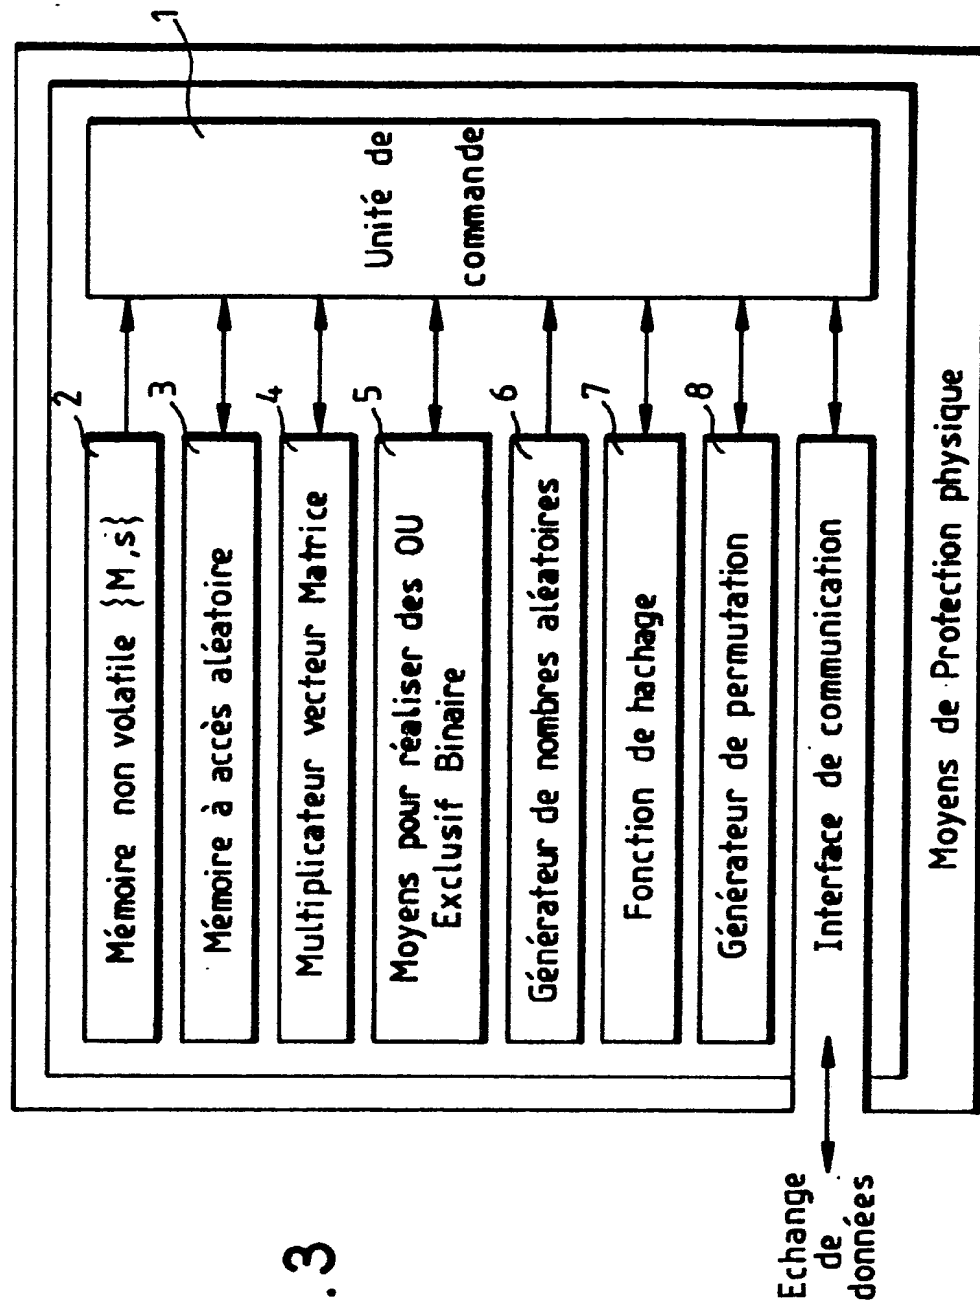 1
Unité de
commande
2
Mémoire non volatile {M,s}
3
Mémoire à accès aléatoire
4
Multiplicateur vecteur Matrice
5
Moyens pour réaliser des OU
Exclusif Binaire
6
Générateur de nombres aléatoires
7
Fonction de hachage
8
Générateur de permutation
Interface de communication
Moyens de Protection physique
Echange
de
données
.3